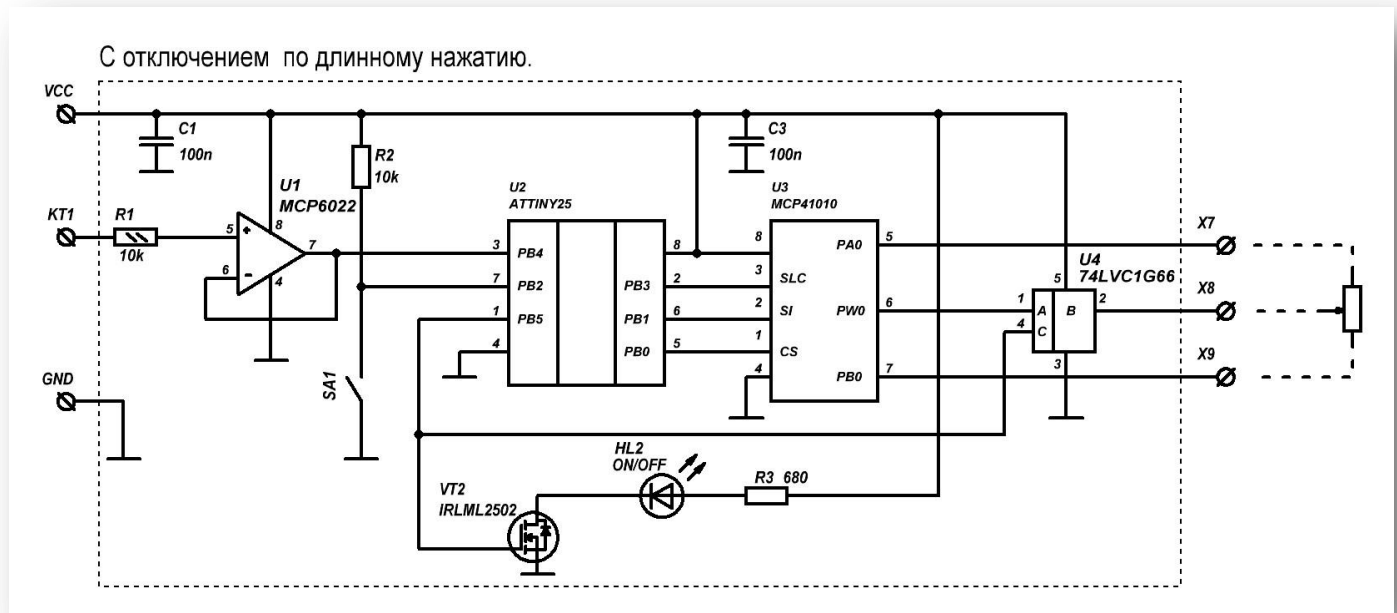 С отключением по длинному нажатию.
VCC
C1
100n
R2
10k
C3
100n
U1
MCP6022
U2
ATTINY25
U3
MCP41010
KT1
R1
10k
5
6
8
7
4
+
-
3
PB4
7
PB2
1
PB5
4
8
PB3
2
PB1
6
PB0
5
8
3
SLC
2
SI
1
CS
4
PA0
5
PW0
6
PB0
7
U4
74LVC1G66
5
1
A
B
2
4
C
3
X7
X8
X9
GND
SA1
HL2
ON/OFF
R3 680
VT2
IRLML2502